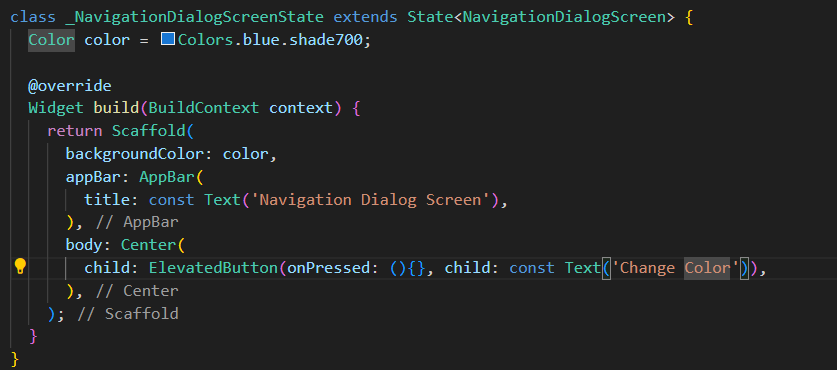 class _NavigationDialogScreenState extends State<NavigationDialogScreen> {
  Color color = Colors.blue.shade700;

  @override
  Widget build(BuildContext context) {
    return Scaffold(
      backgroundColor: color,
      appBar: AppBar(
        title: const Text('Navigation Dialog Screen'),
      ), // AppBar
      body: Center(
        child: ElevatedButton(onPressed: (){}, child: const Text('Change Color')),
      ), // Center
    ); // Scaffold
  }
}